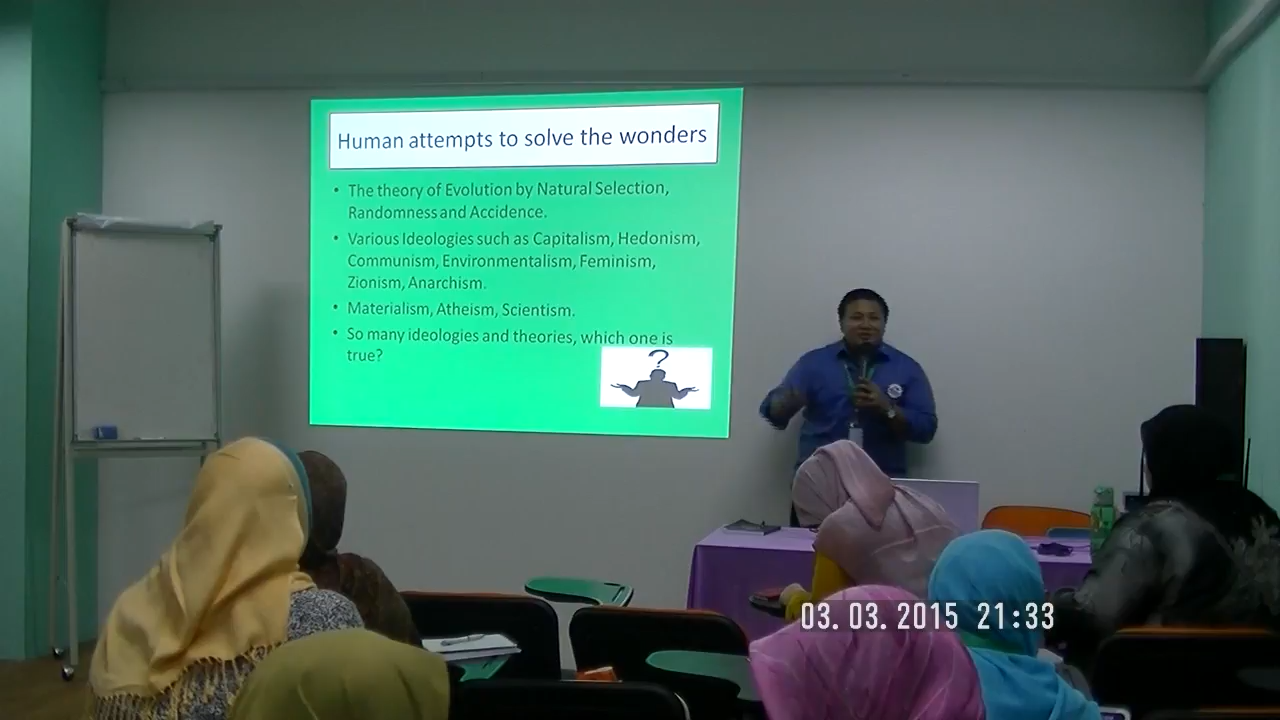 Human attempts to solve the wonders
• The theory of Evolution by Natural Selection,
Randomness and Accidence.
• Various Ideologies such as Capitalism, Hedonism,
Communism, Environmentalism, Feminism,
Zionism, Anarchism.
• Materialism, Atheism, Scientism.
• So many ideologies and theories, which one is
true?
?
03. 03. 2015 21:33